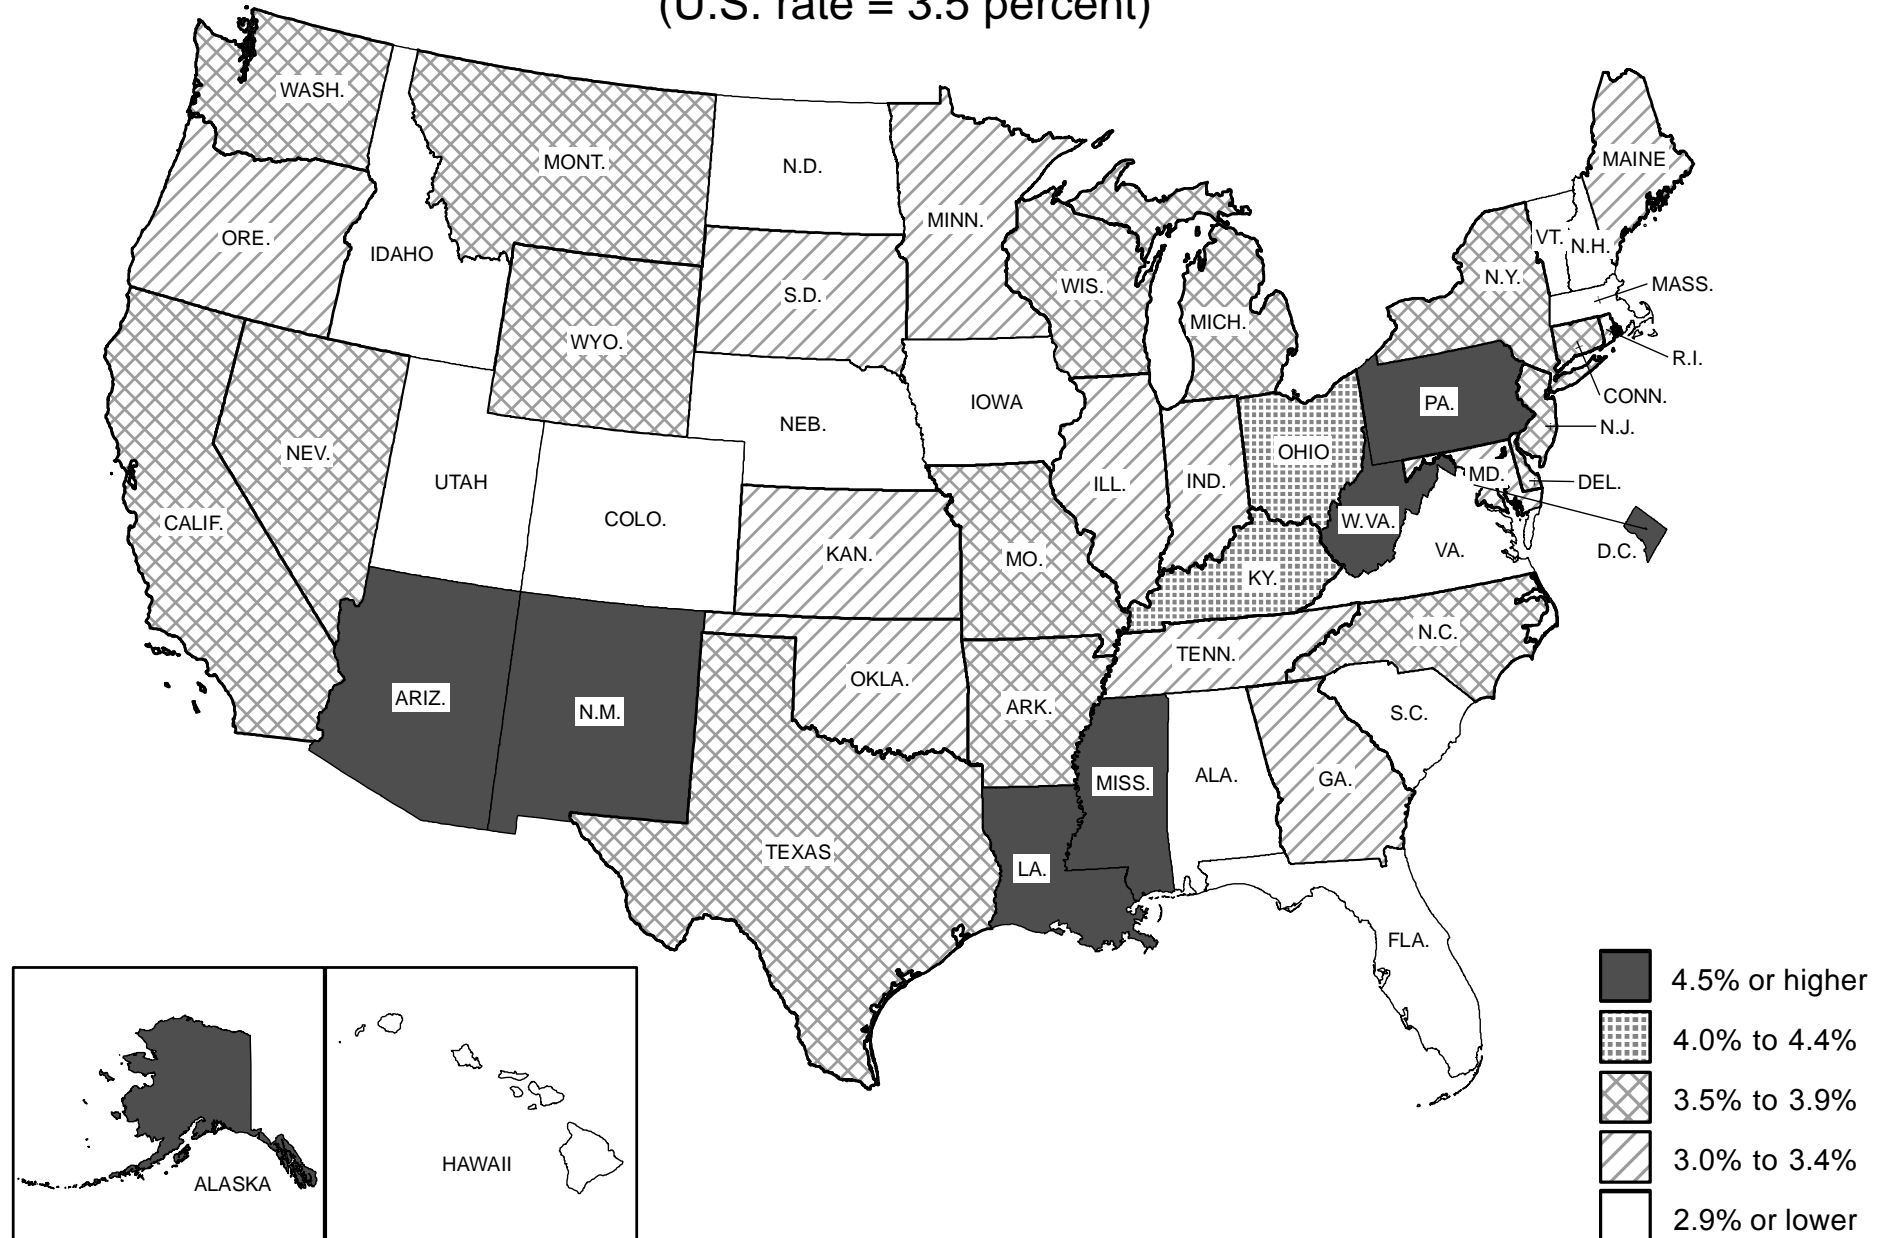 (U.S. rate = 3.5 percent)
WASH.
MONT.
N.D.
MINN.
MAINE
ORE.
IDAHO
VT.
N.H.
WIS.
N.Y.
MASS.
S.D.
MICH.
WYO.
R.I.
CONN.
IOWA
PA.
NEB.
N.J.
NEV.
OHIO
UTAH
ILL.
IND.
MD.
DEL.
CALIF.
COLO.
W.VA.
VA.
D.C.
KAN.
MO.
KY.
N.C.
TENN.
ARIZ.
OKLA.
N.M.
ARK.
S.C.
MISS.
ALA.
GA.
TEXAS
LA.
FLA.
ALASKA
HAWAII
4.5% or higher
4.0% to 4.4%
3.5% to 3.9%
3.0% to 3.4%
2.9% or lower